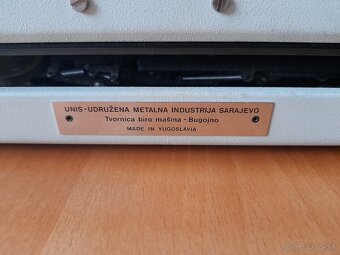 UNIS - UDRUŽENA METALNA INDUSTRIJA SARAJEVO
Tvornica biro mašina - Bugojno
MADE IN YUGOSLAVIA